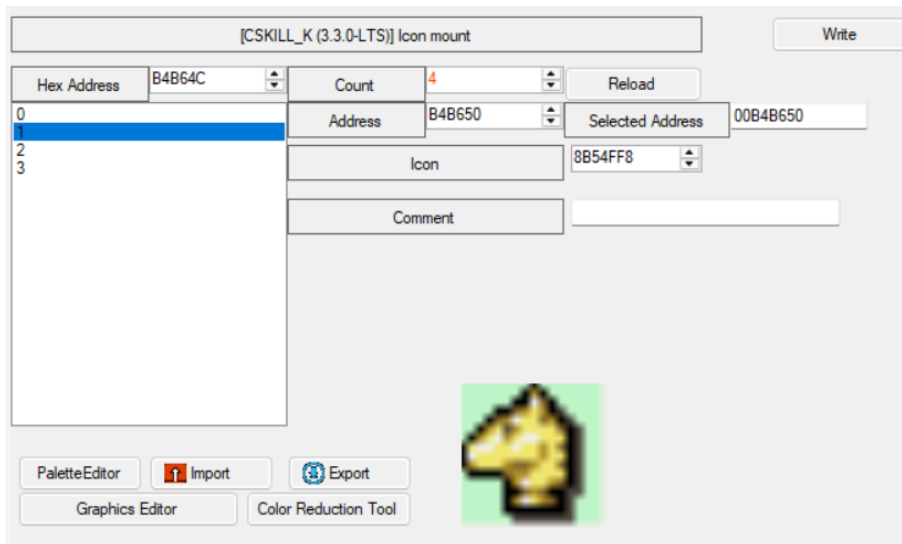 [CSKILL_K (3.3.0-LTS)] Icon mount
Write
Hex Address B4B64C Count 4 Reload
0
1
2
3
Address B4B650 Selected Address 00B4B650
Icon 8B54FF8
Comment
PaletteEditor Import Export
Graphics Editor Color Reduction Tool